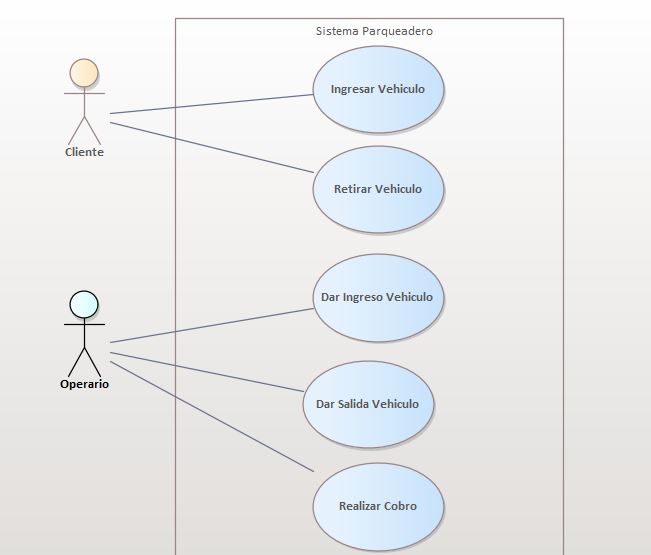 Sistema Parqueadero
Ingresar Vehiculo
Cliente
Retirar Vehiculo
Dar Ingreso Vehiculo
Operario
Dar Salida Vehiculo
Realizar Cobro